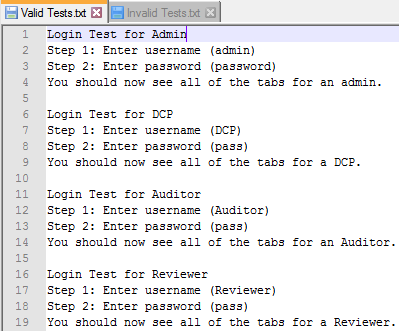 Valid Tests.txt Invalid Tests.txt
1 Login Test for Admin
2 Step 1: Enter username (admin)
3 Step 2: Enter password (password)
4 You should now see all of the tabs for an admin.
5
6 Login Test for DCP
7 Step 1: Enter username (DCP)
8 Step 2: Enter password (pass)
9 You should now see all of the tabs for a DCP.
10
11 Login Test for Auditor
12 Step 1: Enter username (Auditor)
13 Step 2: Enter password (pass)
14 You should now see all of the tabs for an Auditor.
15
16 Login Test for Reviewer
17 Step 1: Enter username (Reviewer)
18 Step 2: Enter password (pass)
19 You should now see all of the tabs for a Reviewer.